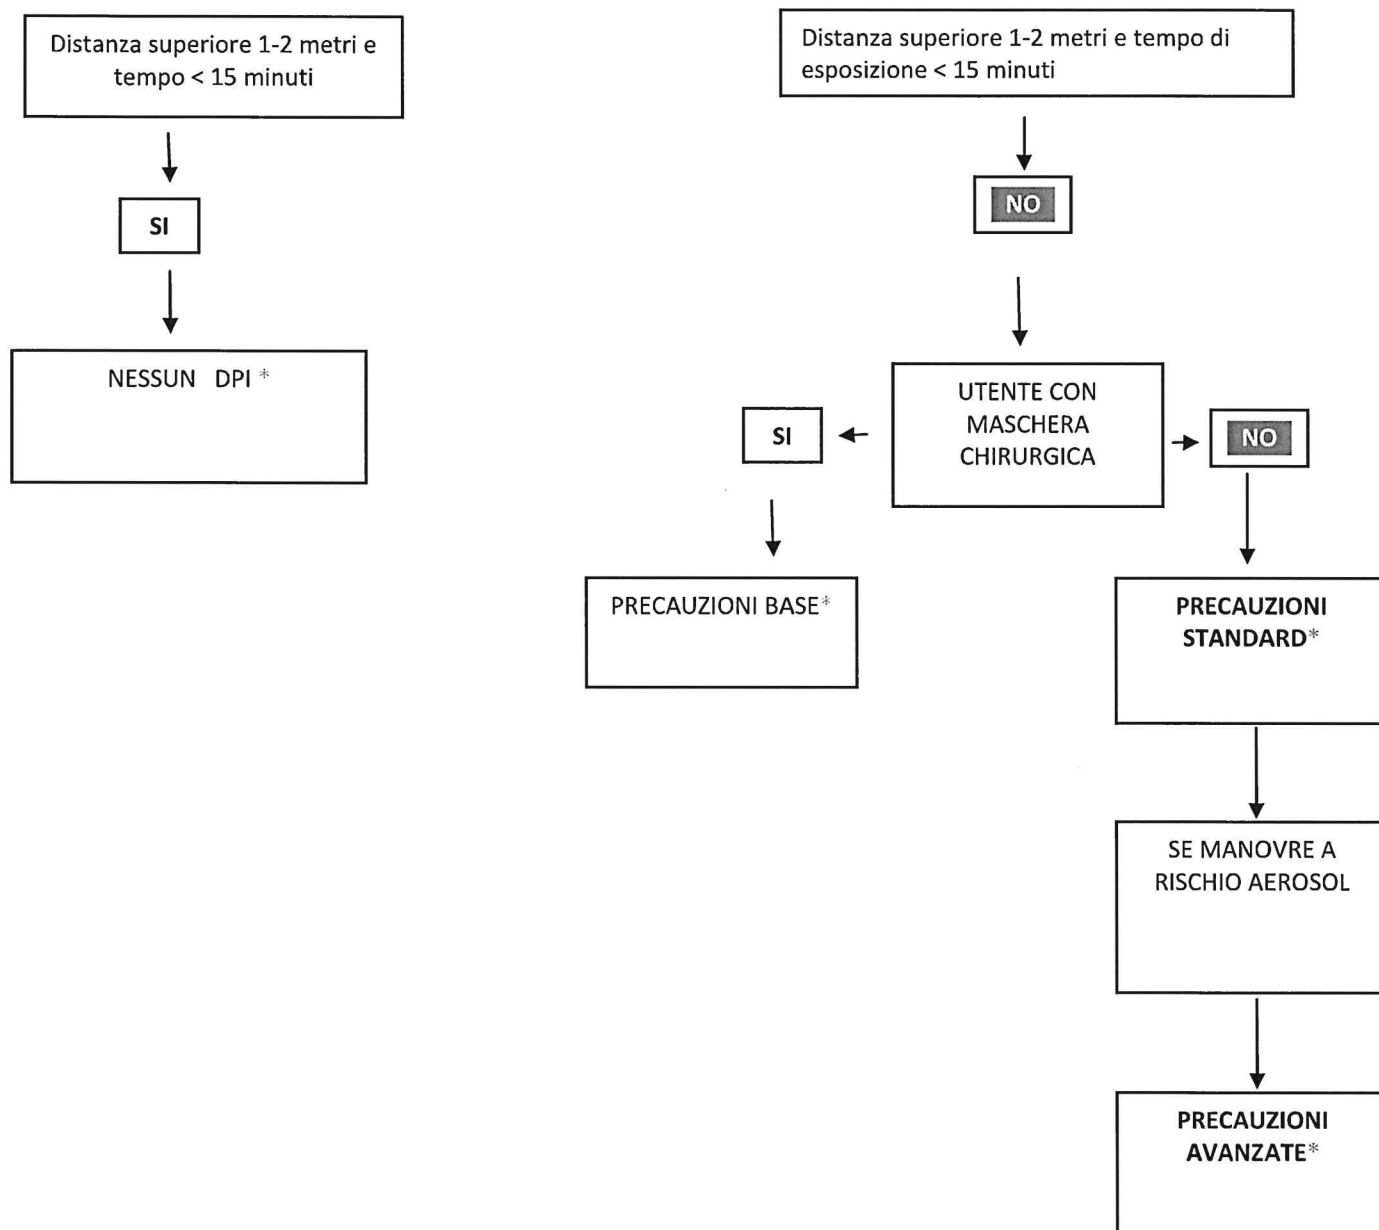 Distanza superiore 1-2 metri e
tempo < 15 minuti
SI
NESSUN DPI *
Distanza superiore 1-2 metri e tempo di
esposizione < 15 minuti
NO
UTENTE CON
MASCHERA
CHIRURGICA
SI
NO
PRECAUZIONI BASE*
PRECAUZIONI
STANDARD*
SE MANOVRE A
RISCHIO AEROSOL
PRECAUZIONI
AVANZATE*